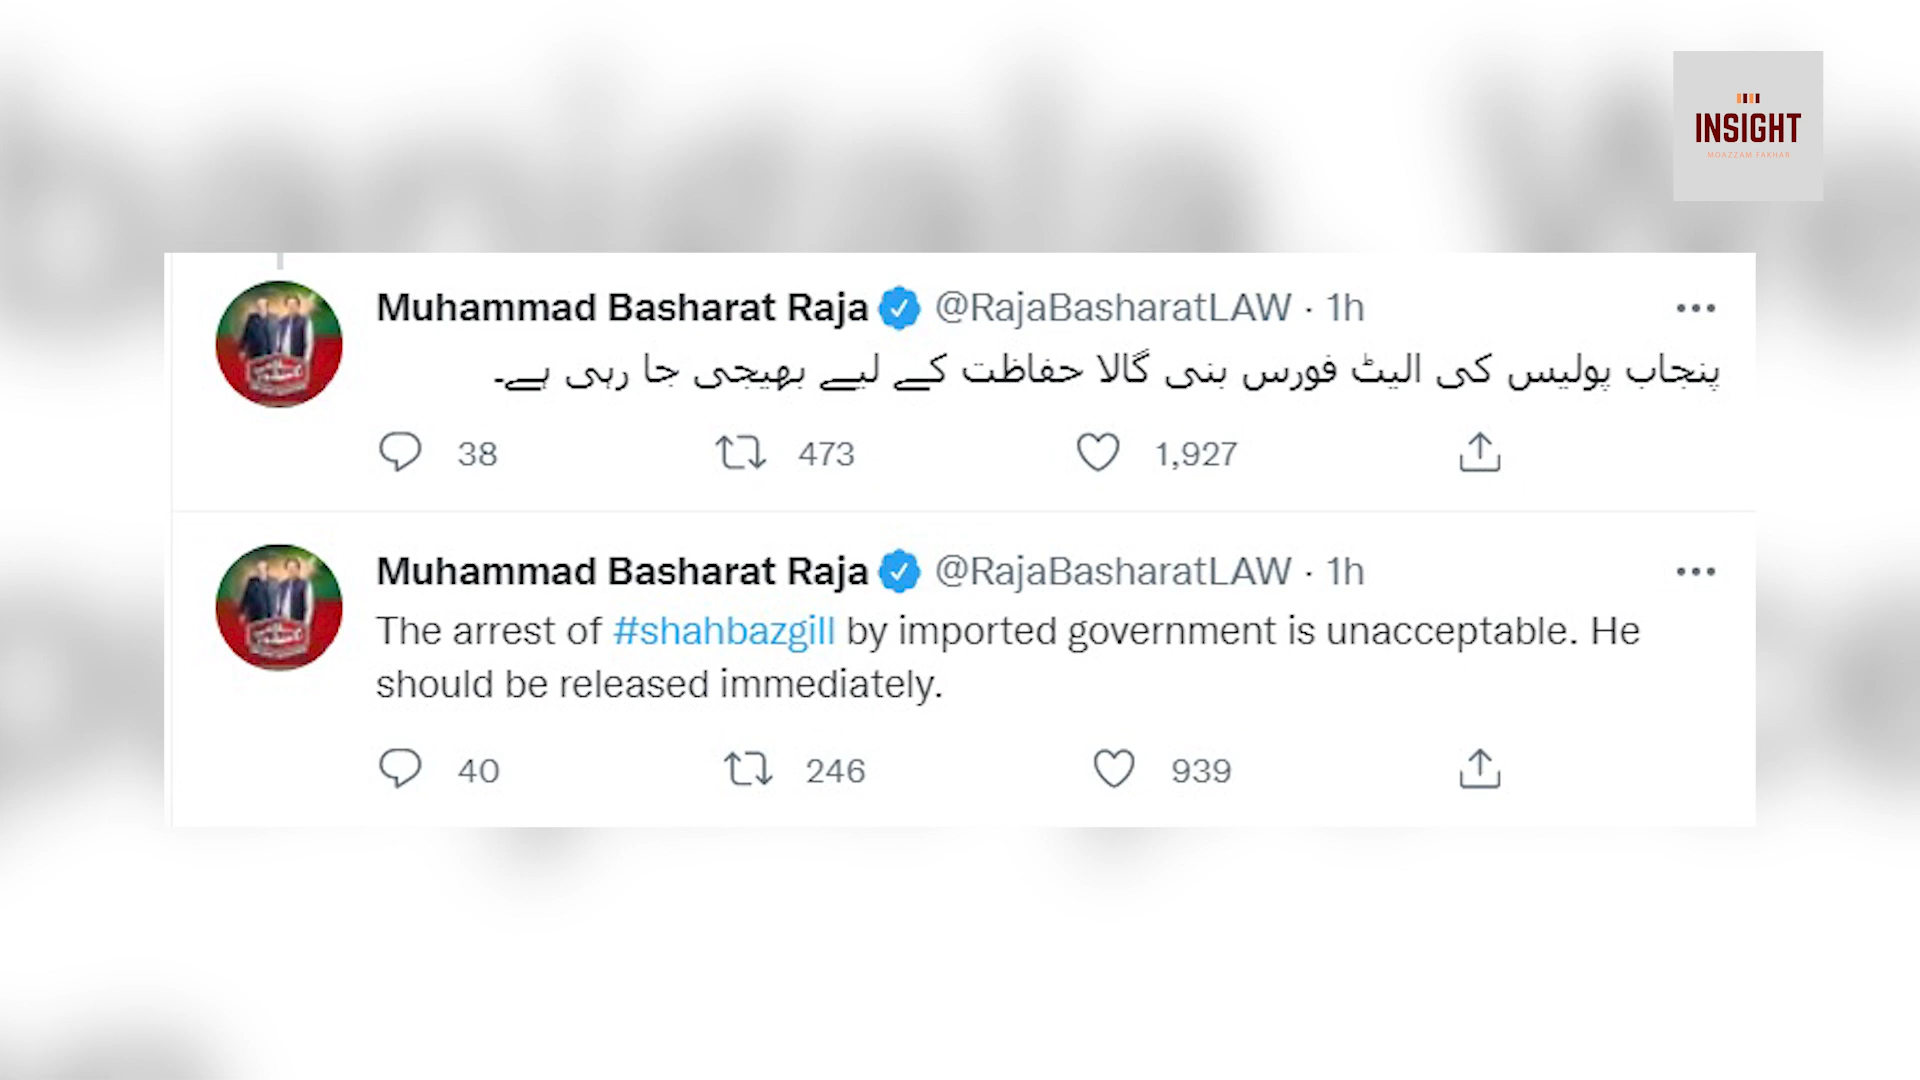 INSIGHT
MOAZZAM FAKHAR
Muhammad Basharat Raja @RajaBasharatLAW · 1h
پنجاب پولیس کی الیٹ فورس بنی گالا حفاظت کے لیے بھیجی جا رہی ہے۔
38 473 1,927
Muhammad Basharat Raja @RajaBasharatLAW · 1h
The arrest of #shahbazgill by imported government is unacceptable. He
should be released immediately.
40 246 939